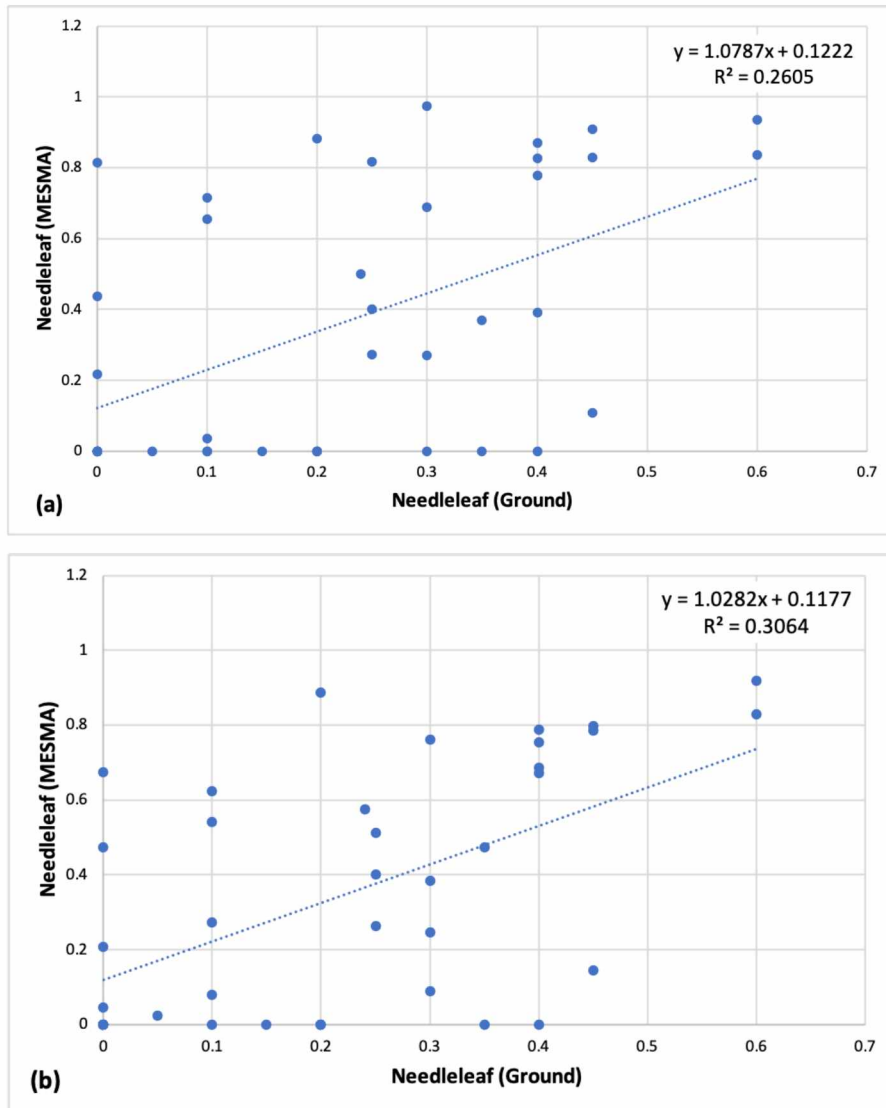 1.2
y = 1.0787x + 0.1222
R² = 0.2605
1
0.8
0.6
0.4
0.2
0
Needleleaf (MESMA)
0 0.1 0.2 0.3 0.4 0.5 0.6 0.7
Needleleaf (Ground)
(a)
1.2
y = 1.0282x + 0.1177
R² = 0.3064
1
0.8
0.6
0.4
0.2
0
Needleleaf (MESMA)
0 0.1 0.2 0.3 0.4 0.5 0.6 0.7
Needleleaf (Ground)
(b)